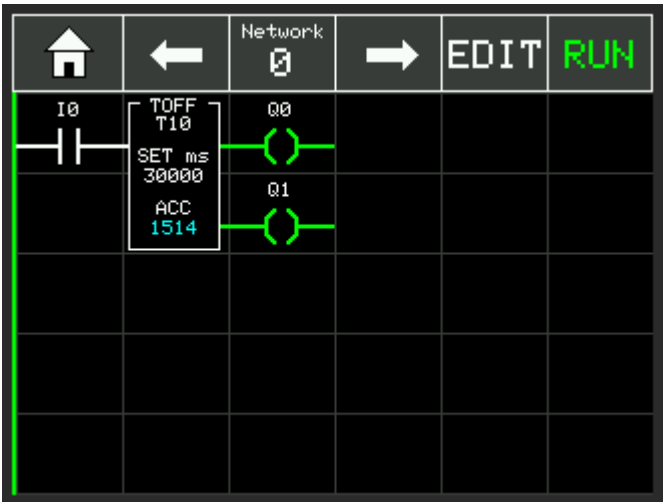 Network
0
EDIT
RUN
I0
TOFF
T10
SET ms
30000
ACC
1514
Q0
Q1